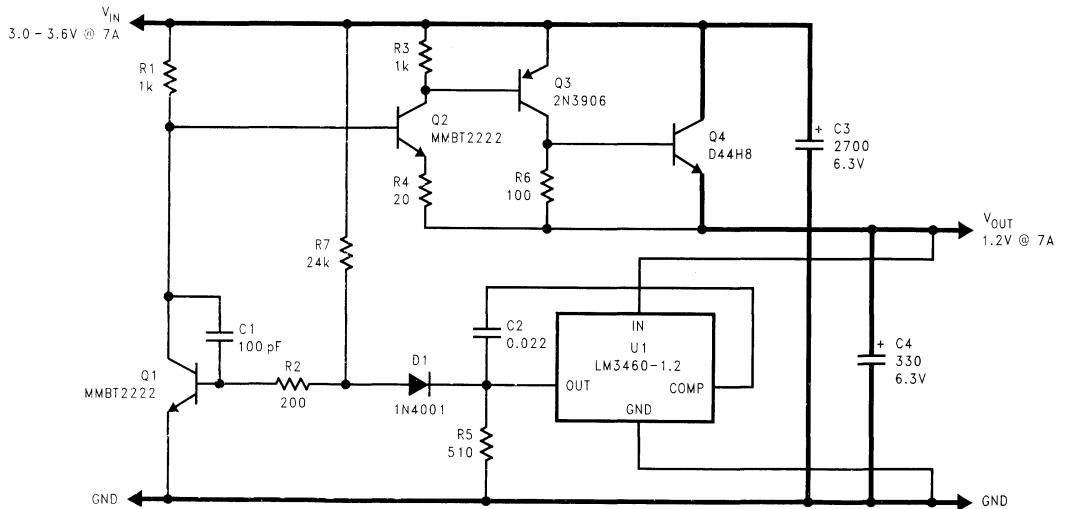 VIN
3.0 - 3.6V @ 7A
R1
1k
R3
1k
Q3
2N3906
Q2
MMBT2222
Q4
D44H8
+ C3
2700
6.3V
R4
20
R6
100
VOUT
1.2V @ 7A
R7
24k
C1
100 pF
C2
0.022
IN
U1
LM3460-1.2
OUT
COMP
GND
+ C4
330
6.3V
Q1
MMBT2222
R2
200
D1
1N4001
R5
510
GND
GND